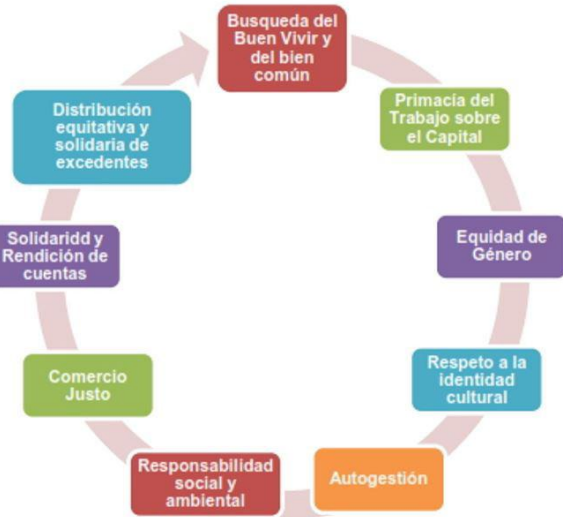 Busqueda del
Buen Vivir y
del bien
común
Primacía del
Trabajo sobre
el Capital
Equidad de
Género
Respeto a la
identidad
cultural
Autogestión
Responsabilidad
social y
ambiental
Comercio
Justo
Solidaridd y
Rendición de
cuentas
Distribución
equitativa y
solidaria de
excedentes